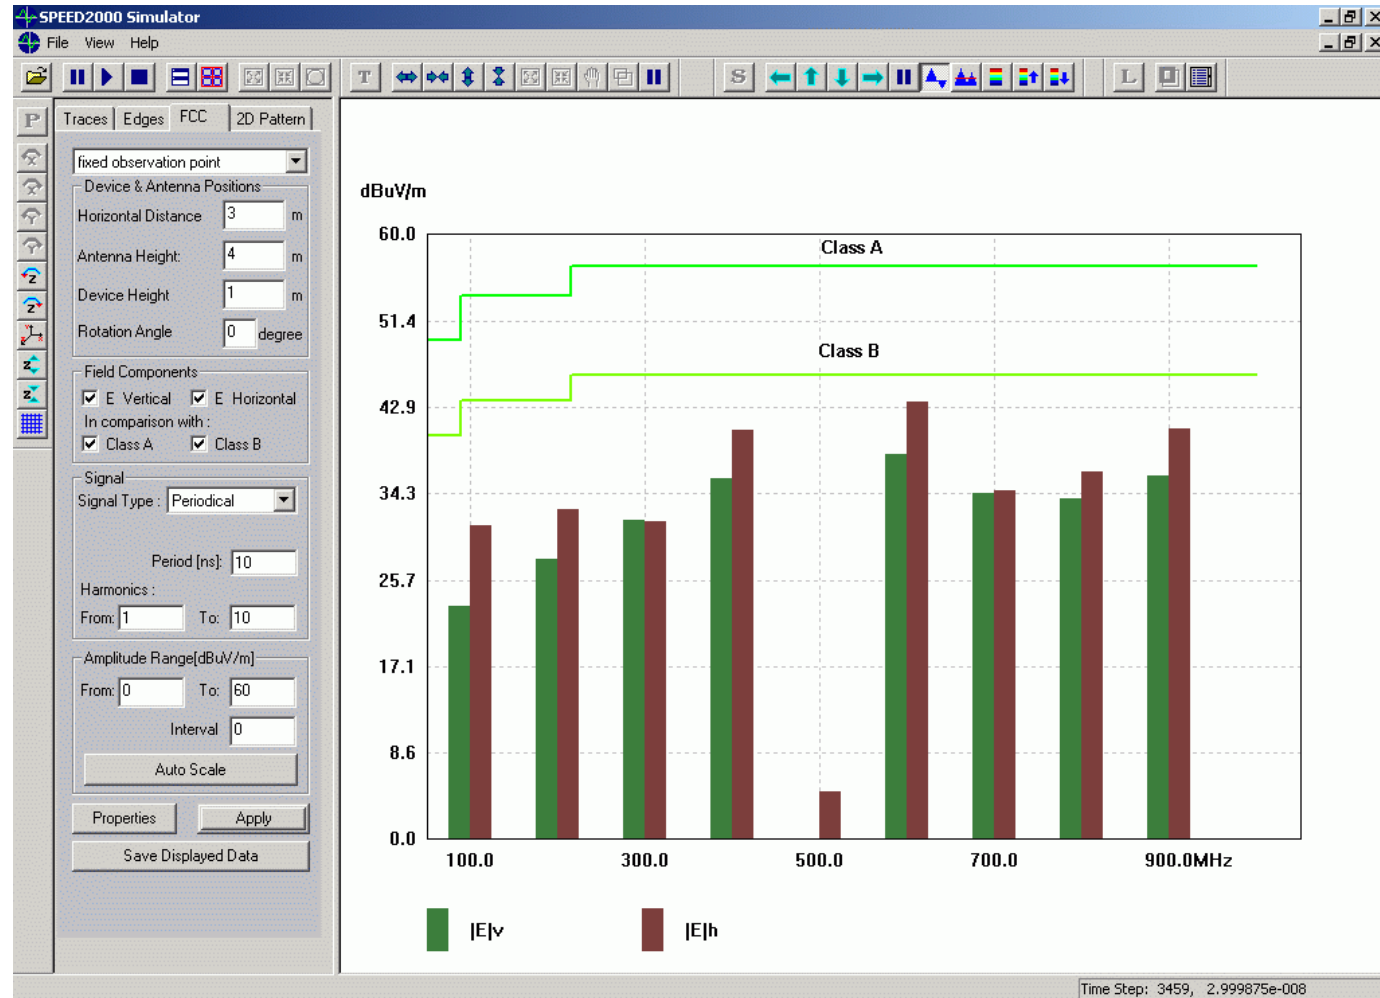 SPEED2000 Simulator
File View Help
T S L
P
Traces Edges FCC 2D Pattern
fixed observation point
Device & Antenna Positions
Horizontal Distance 3 m
Antenna Height: 4 m
Device Height 1 m
Rotation Angle 0 degree
Field Components
E Vertical E Horizontal
In comparison with :
Class A Class B
Signal
Signal Type : Periodical
Period [ns]: 10
Harmonics :
From: 1 To: 10
Amplitude Range[dBuV/m]
From: 0 To: 60
Interval 0
Auto Scale
Properties Apply
Save Displayed Data
dBuV/m
60.0
Class A
51.4
Class B
42.9
34.3
25.7
17.1
8.6
0.0
100.0 300.0 500.0 700.0 900.0MHz
|E|v |E|h
Time Step: 3459, 2.999875e-008